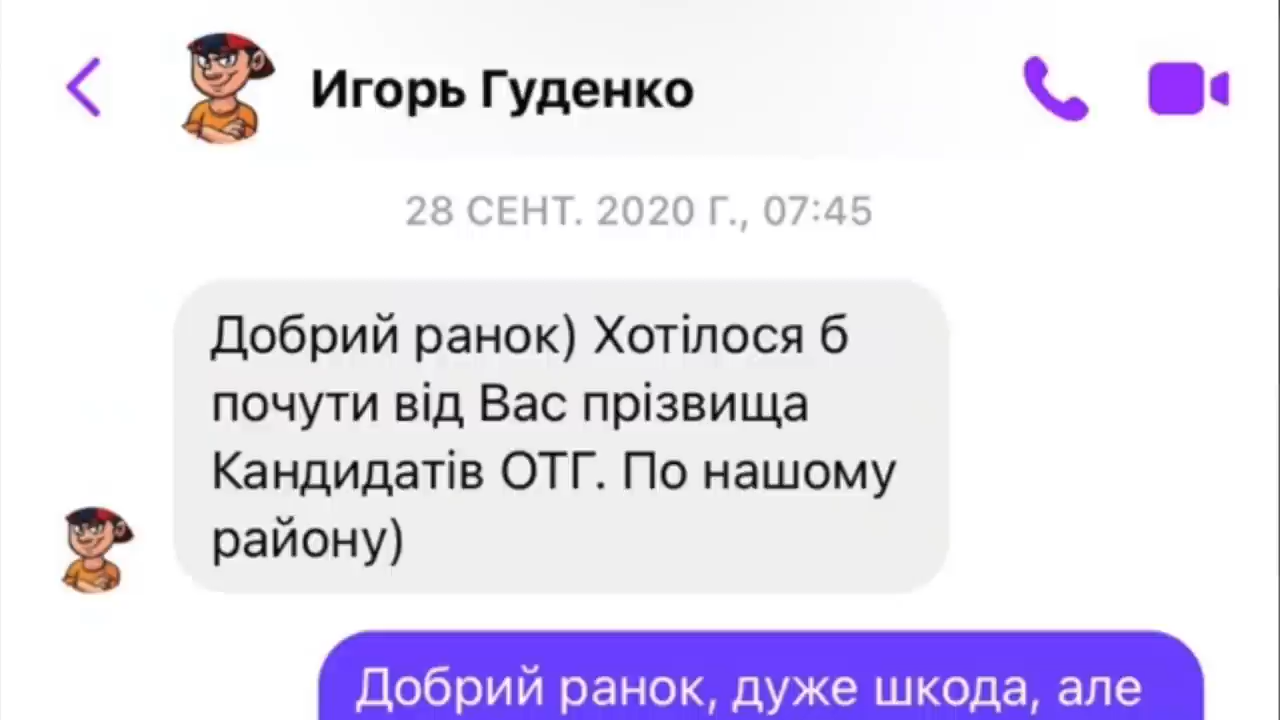 Игорь Гуденко
28 СЕНТ. 2020 Г., 07:45
Добрий ранок) Хотілося б
почути від Вас прізвища
Кандидатів ОТГ. По нашому
району)
Добрий ранок, дуже шкода, але